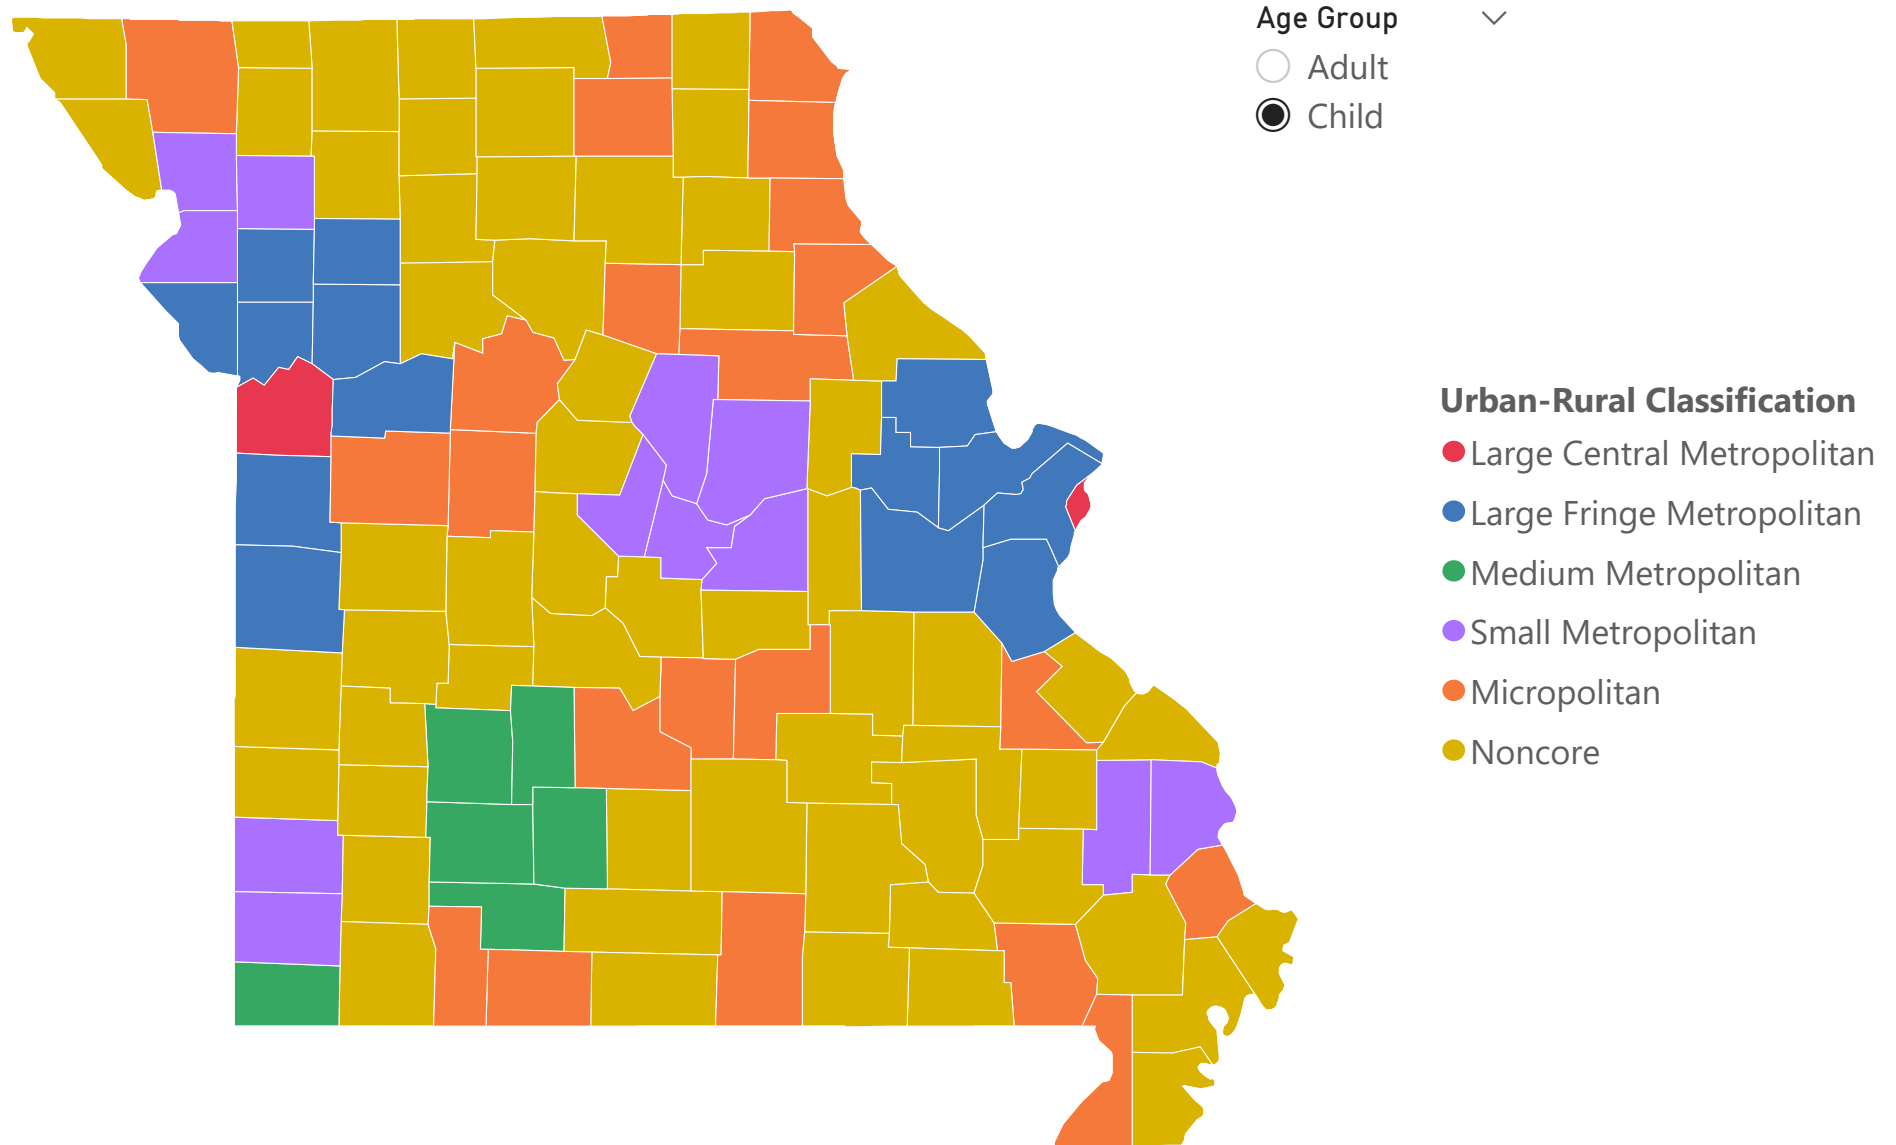 Age Group
Adult
Child
Urban-Rural Classification
Large Central Metropolitan
Large Fringe Metropolitan
Medium Metropolitan
Small Metropolitan
Micropolitan
Noncore